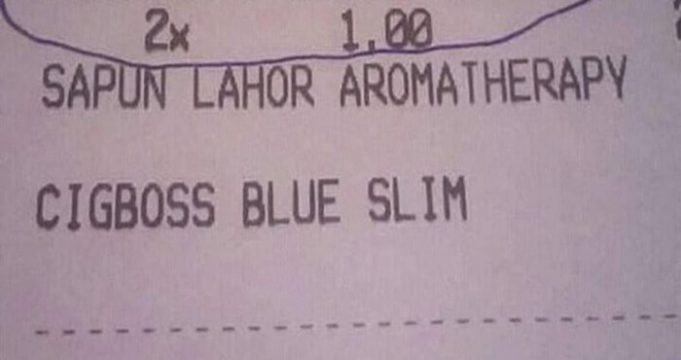 2x 1,00
SAPUN LAHOR AROMATHERAPY
CIGBOSS BLUE SLIM